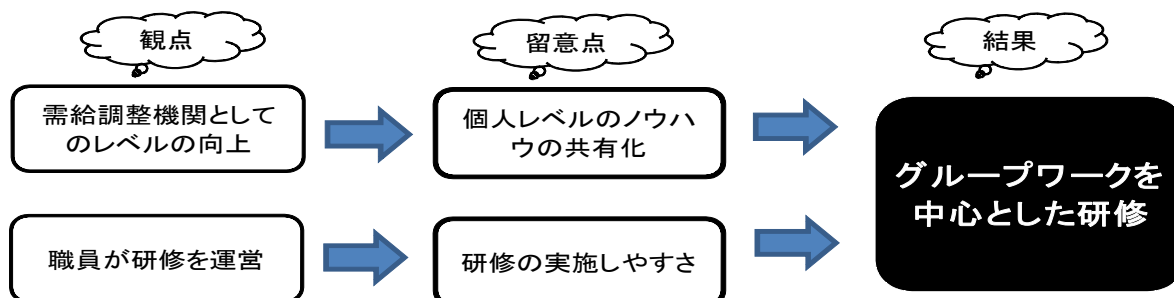 観点
留意点
結果
需給調整機関として
のレベルの向上
個人レベルのノウハ
ウの共有化
グループワークを
中心とした研修
職員が研修を運営
研修の実施しやすさ